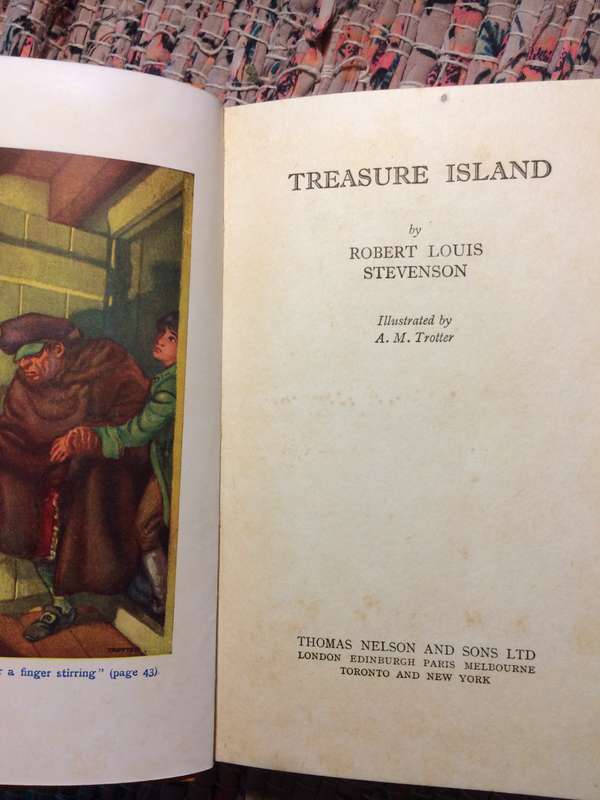 TREASURE ISLAND
by
ROBERT LOUIS
STEVENSON
Illustrated by
A. M. Trotter
THOMAS NELSON AND SONS LTD
LONDON EDINBURGH PARIS MELBOURNE
TORONTO AND NEW YORK
TROTTER
a finger stirring" (page 43).